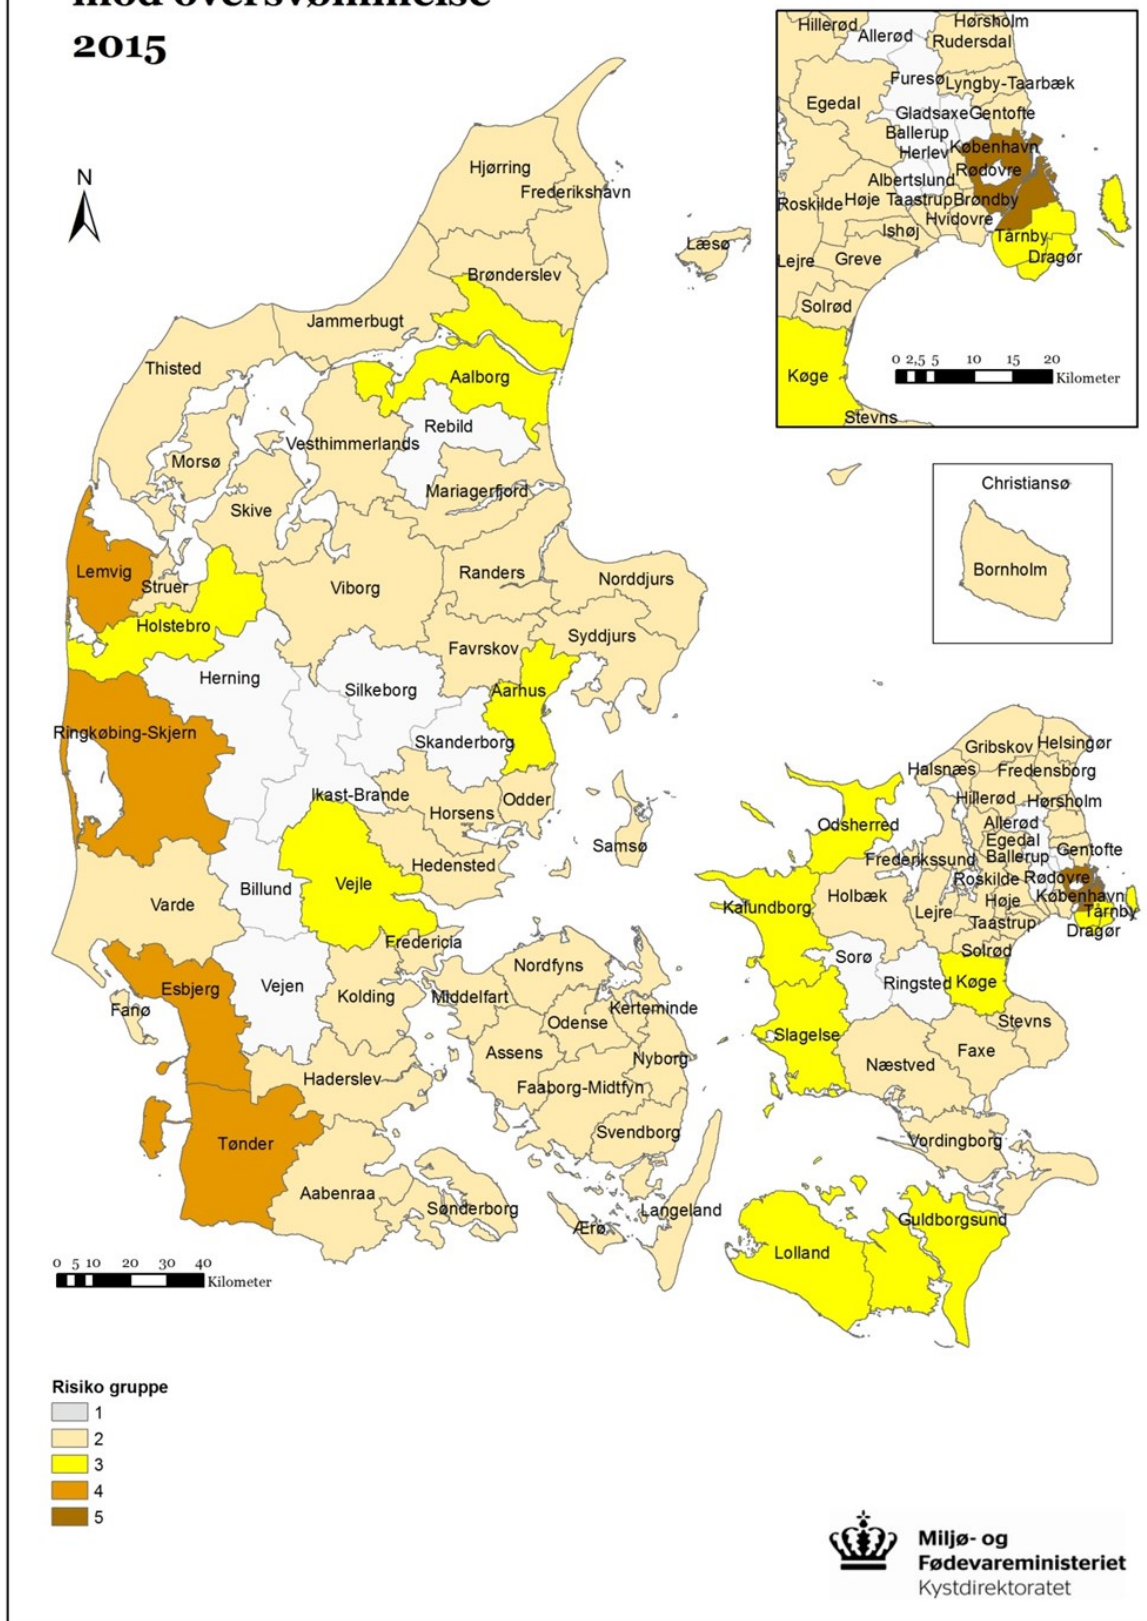 mod oversvømmelse
2015
N
Hjørring
Frederikshavn
Læsø
Brønderslev
Jammerbugt
Thisted
Aalborg
Rebild
Vesthimmerlands
Morsø
Mariagerfjord
Skive
Lemvig
Struer
Viborg
Randers
Norddjurs
Holstebro
Favrskov
Syddjurs
Herning
Silkeborg
Aarhus
Ringkøbing-Skjern
Skanderborg
Ikast-Brande
Horsens
Odder
Samsø
Hedensted
Billund
Vejle
Varde
Fredericia
Esbjerg
Vejen
Kolding
Fanø
Middelfart
Nordfyns
Kerteminde
Odense
Assens
Nyborg
Haderslev
Faaborg-Midtfyn
Svendborg
Tønder
Aabenraa
Sønderborg
Ærø
Langeland
Hillerød
Hørsholm
Allerød
Rudersdal
Furesø
Lyngby-Taarbæk
Egedal
Gladsaxe
Gentofte
Ballerup
København
Herlev
Rødovre
Albertslund
Roskilde
Høje Taastrup
Brøndby
Hvidovre
Ishøj
Tårnby
Lejre
Greve
Dragør
Solrød
Køge
Stevns
0 2,5 5 10 15 20
Kilometer
Christiansø
Bornholm
Gribskov
Helsingør
Halsnæs
Fredensborg
Hillerød
Hørsholm
Allerød
Odsherred
Egedal
Ballerup
Gentofte
Frederikssund
Roskilde
Rødovre
Holbæk
København
Kalundborg
Høje
Lejre
Tårnby
Taastrup
Dragør
Solrød
Sorø
Ringsted
Køge
Slagelse
Stevns
Faxe
Næstved
Vordingborg
Guldborgsund
Lolland
0 5 10 20 30 40
Kilometer
Risiko gruppe
1
2
3
4
5
Miljø- og
Fødevareministeriet
Kystdirektoratet